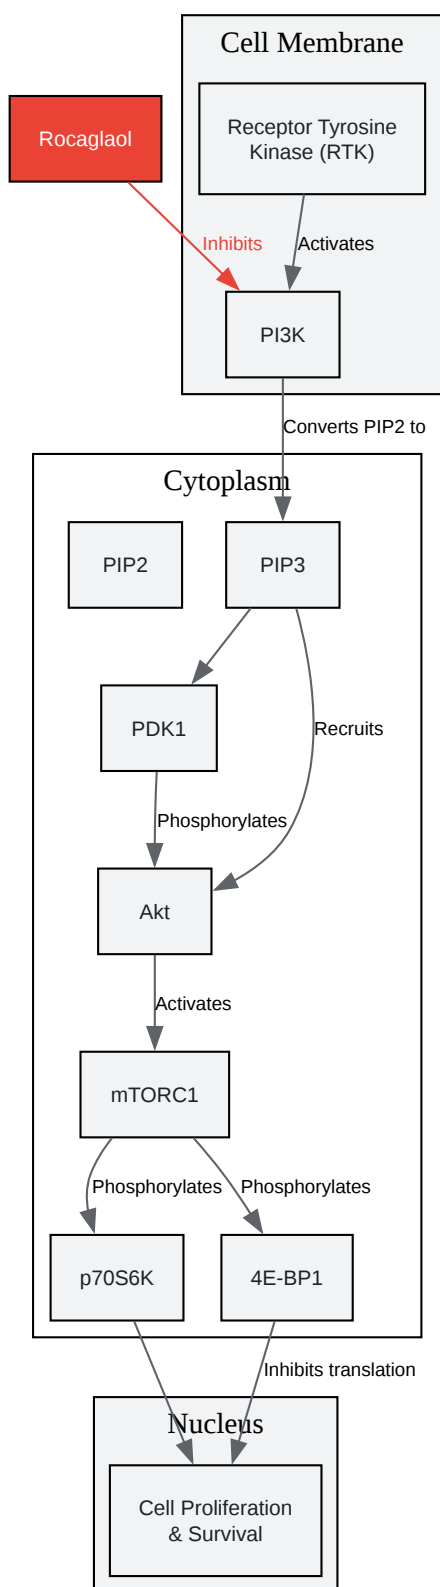 Cell Membrane
Rocaglaol
Receptor Tyrosine
Kinase (RTK)
Inhibits
Activates
PI3K
Converts PIP2 to
Cytoplasm
PIP2
PIP3
PDK1
Recruits
Phosphorylates
Akt
Activates
mTORC1
Phosphorylates
Phosphorylates
p70S6K
4E-BP1
Inhibits translation
Nucleus
Cell Proliferation
& Survival